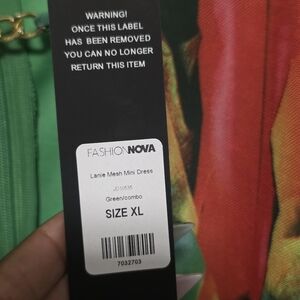 WARNING!
ONCE THIS LABEL
HAS BEEN REMOVED
YOU CAN NO LONGER
RETURN THIS ITEM
FASHIONNOVA
Lanie Mesh Mini Dress
Green/combo
SIZE XL
7032703